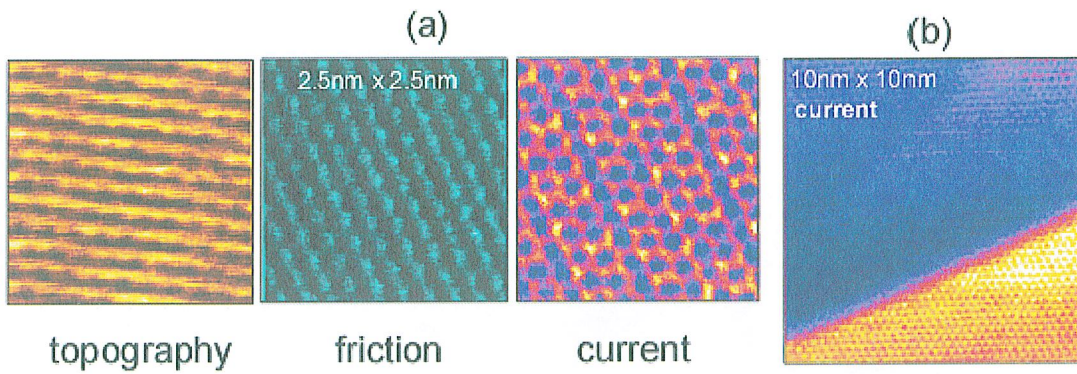 (a)
(b)
2.5nm x 2.5nm
10nm x 10nm
current
topography
friction
current